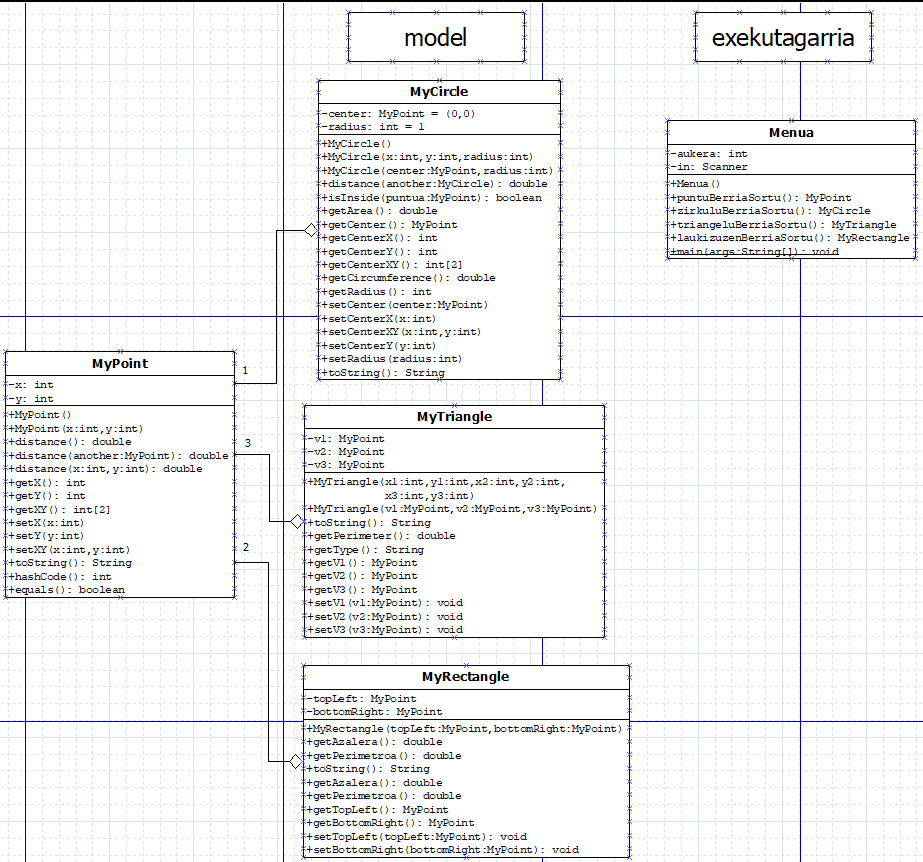 model
exekutagarria
MyCircle
-center: MyPoint = (0,0)
-radius: int = 1
+MyCircle()
+MyCircle(x:int,y:int,radius:int)
+MyCircle(center:MyPoint,radius:int)
+distance(another:MyCircle): double
+isInside(puntua:MyPoint): boolean
+getArea(): double
+getCenter(): MyPoint
+getCenterX(): int
+getCenterY(): int
+getCenterXY(): int[2]
+getCircumference(): double
+getRadius(): int
+setCenter(center:MyPoint)
+setCenterX(x:int)
+setCenterXY(x:int,y:int)
+setCenterY(y:int)
+setRadius(radius:int)
+toString(): String
Menua
-aukera: int
-in: Scanner
+Menua()
+puntuBerriaSortu(): MyPoint
+zirkuluBerriaSortu(): MyCircle
+triangeluBerriaSortu(): MyTriangle
+laukizuzenBerriaSortu(): MyRectangle
+main(args:String[]): void
MyPoint
-x: int
-y: int
+MyPoint()
+MyPoint(x:int,y:int)
+distance(): double
+distance(another:MyPoint): double
+distance(x:int,y:int): double
+getX(): int
+getY(): int
+getXY(): int[2]
+setX(x:int)
+setY(y:int)
+setXY(x:int,y:int)
+toString(): String
+hashCode(): int
+equals(): boolean
1
3
2
MyTriangle
-v1: MyPoint
-v2: MyPoint
-v3: MyPoint
+MyTriangle(x1:int,y1:int,x2:int,y2:int,
x3:int,y3:int)
+MyTriangle(v1:MyPoint,v2:MyPoint,v3:MyPoint)
+toString(): String
+getPerimeter(): double
+getType(): String
+getV1(): MyPoint
+getV2(): MyPoint
+getV3(): MyPoint
+setV1(v1:MyPoint): void
+setV2(v2:MyPoint): void
+setV3(v3:MyPoint): void
MyRectangle
-topLeft: MyPoint
-bottomRight: MyPoint
+MyRectangle(topLeft:MyPoint,bottomRight:MyPoint)
+getAzalera(): double
+getPerimetroa(): double
+toString(): String
+getAzalera(): double
+getPerimetroa(): double
+getTopLeft(): MyPoint
+getBottomRight(): MyPoint
+setTopLeft(topLeft:MyPoint): void
+setBottomRight(bottomRight:MyPoint): void